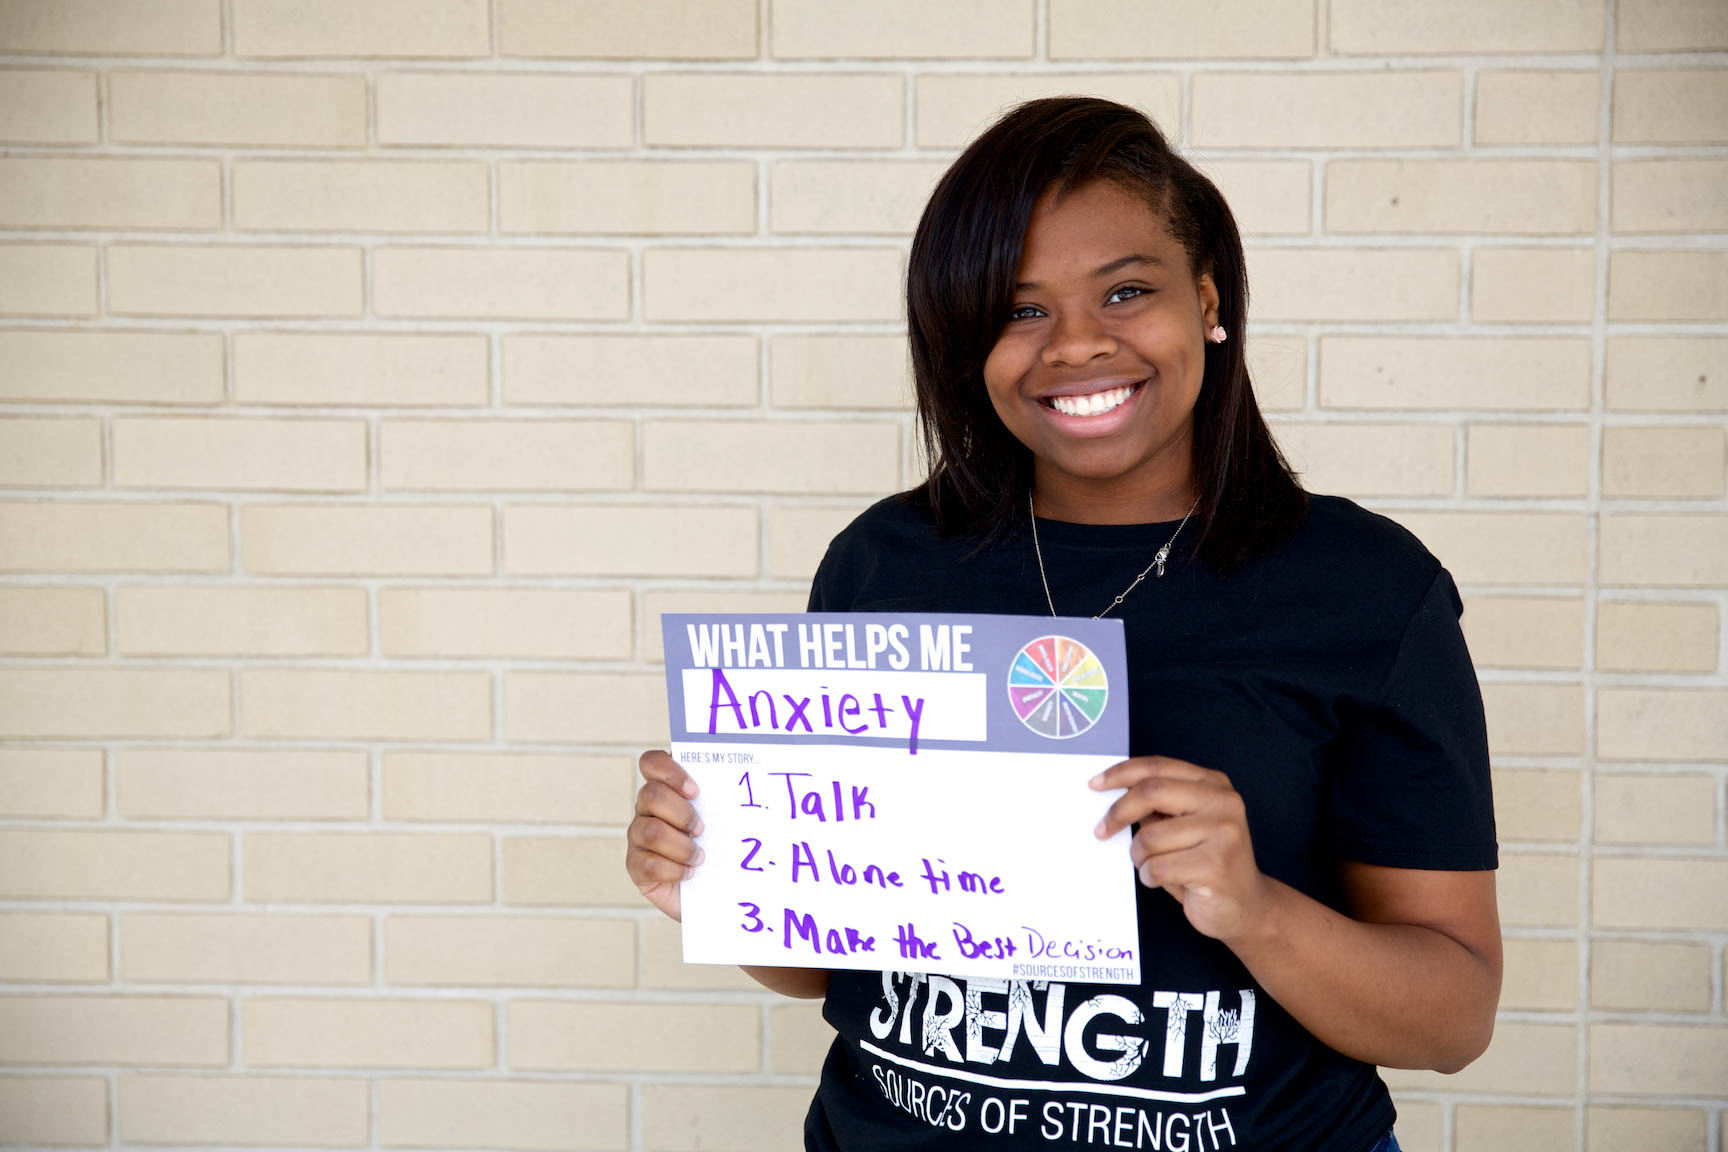 WHAT HELPS ME
Anxiety
HERE'S MY STORY...
1. Talk
2. Alone time
3. Make the Best Decision
#SOURCESOFSTRENGTH
STRENGTH
SOURCES OF STRENGTH